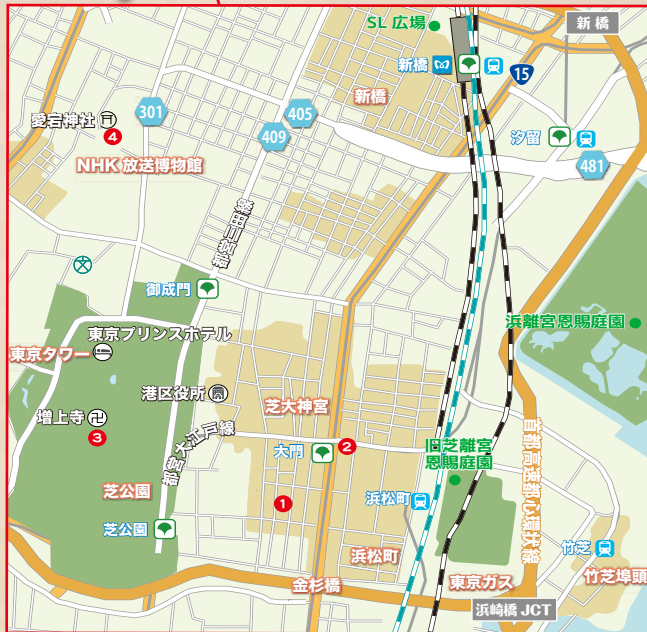 SL 広場
新 橋
新橋
15
新橋
301
405
愛宕神社
4
409
汐留
481
NHK 放送博物館
都営三田線
御成門
浜離宮恩賜庭園
東京プリンスホテル
東京タワー
港区役所
増上寺
3
芝大神宮
都営大江戸線
大門
2
旧芝離宮
恩賜庭園
首都高速都心環状線
芝公園
1
浜松町
芝公園
浜松町
竹芝
金杉橋
東京ガス
竹芝埠頭
浜崎橋 JCT